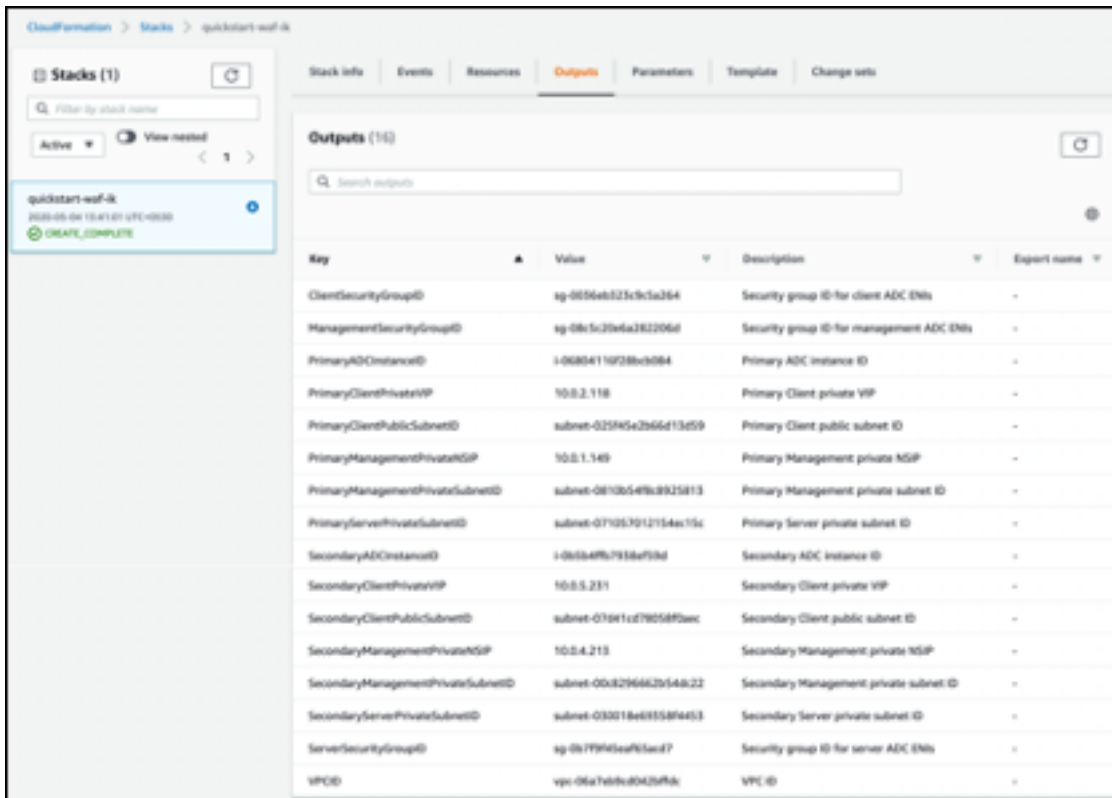 CloudFormation > Stacks > quickstart-waf-ik
Stacks (1)
Filter by stack name
Active
View nested
< 1 >
quickstart-waf-ik
2020-05-04 UTC+0530
CREATE_COMPLETE
Stack info Events Resources Outputs Parameters Template Change sets
Outputs (16)
Search outputs
Key Value Description Export name
ClientSecurityGroupID Security group ID for client ADC ENIs -
ManagementSecurityGroupID Security group ID for management ADC ENIs -
PrimaryADCInstanceID Primary ADC instance ID -
PrimaryClientPrivateVIP 10.0.2.118 Primary Client private VIP -
PrimaryClientPublicSubnetID Primary Client public subnet ID -
PrimaryManagementPrivateNSIP 10.0.1.149 Primary Management private NSIP -
PrimaryManagementPrivateSubnetID Primary Management private subnet ID -
PrimaryServerPrivateSubnetID Primary Server private subnet ID -
SecondaryADCInstanceID Secondary ADC instance ID -
SecondaryClientPrivateVIP 10.0.5.231 Secondary Client private VIP -
SecondaryClientPublicSubnetID Secondary Client public subnet ID -
SecondaryManagementPrivateNSIP 10.0.4.213 Secondary Management private NSIP -
SecondaryManagementPrivateSubnetID Secondary Management private subnet ID -
SecondaryServerPrivateSubnetID Secondary Server private subnet ID -
ServerSecurityGroupID Security group ID for server ADC ENIs -
VPCID VPC ID -